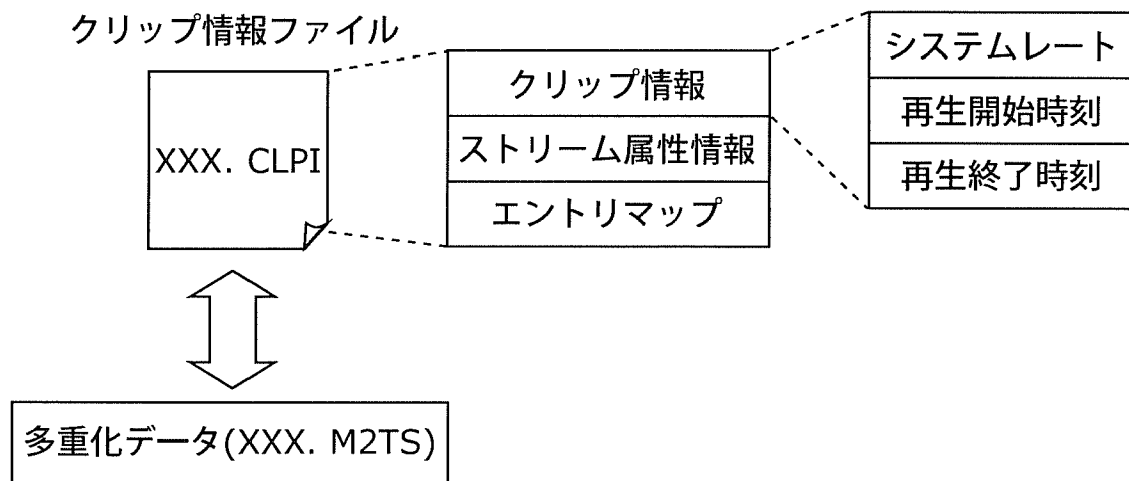 クリップ情報ファイル
XXX. CLPI
クリップ情報
ストリーム属性情報
エントリマップ
システムレート
再生開始時刻
再生終了時刻
多重化データ(XXX. M2TS)